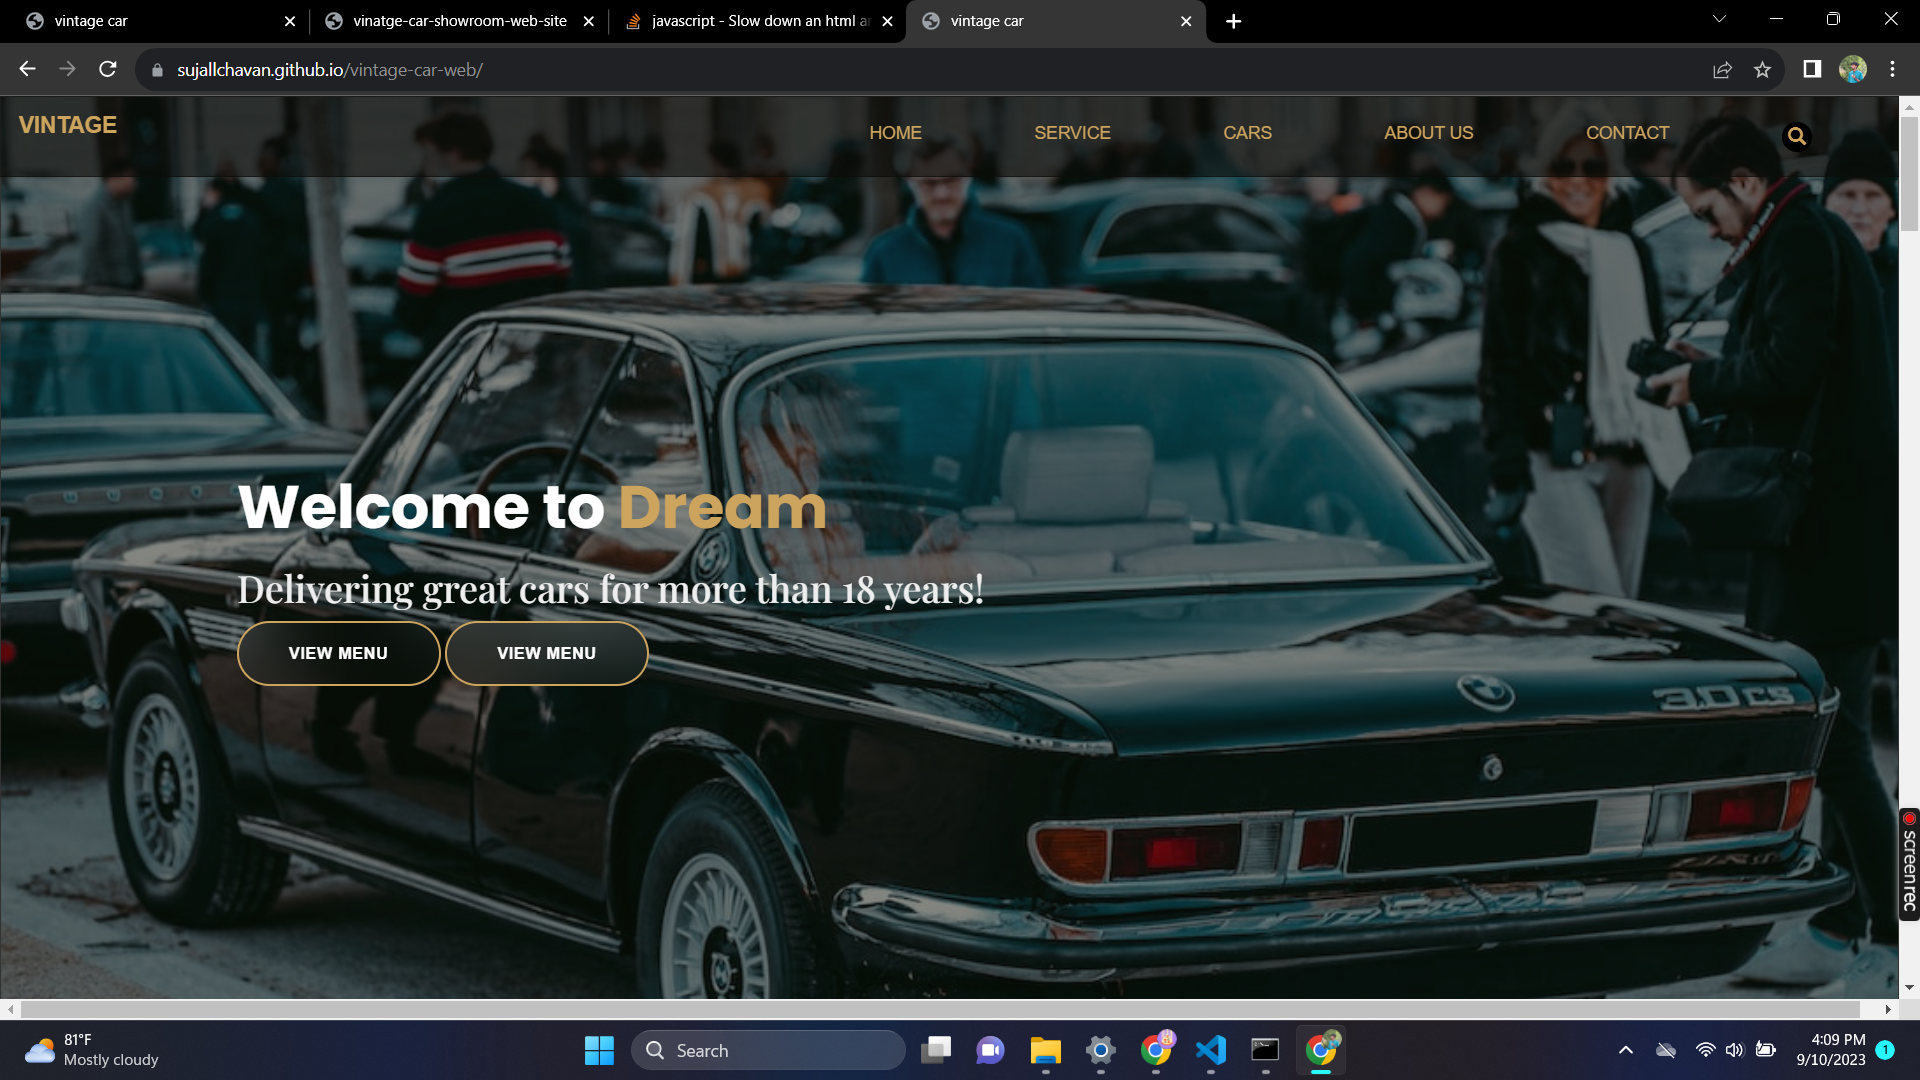 vintage car
vinatge-car-showroom-web-site
javascript - Slow down an html a
vintage car
sujallchavan.github.io/vintage-car-web/
VINTAGE
HOME
SERVICE
CARS
ABOUT US
CONTACT
Welcome to Dream
Delivering great cars for more than 18 years!
VIEW MENU
VIEW MENU
3.0 CS
screenrec
81°F
Mostly cloudy
Search
4:09 PM
9/10/2023
1